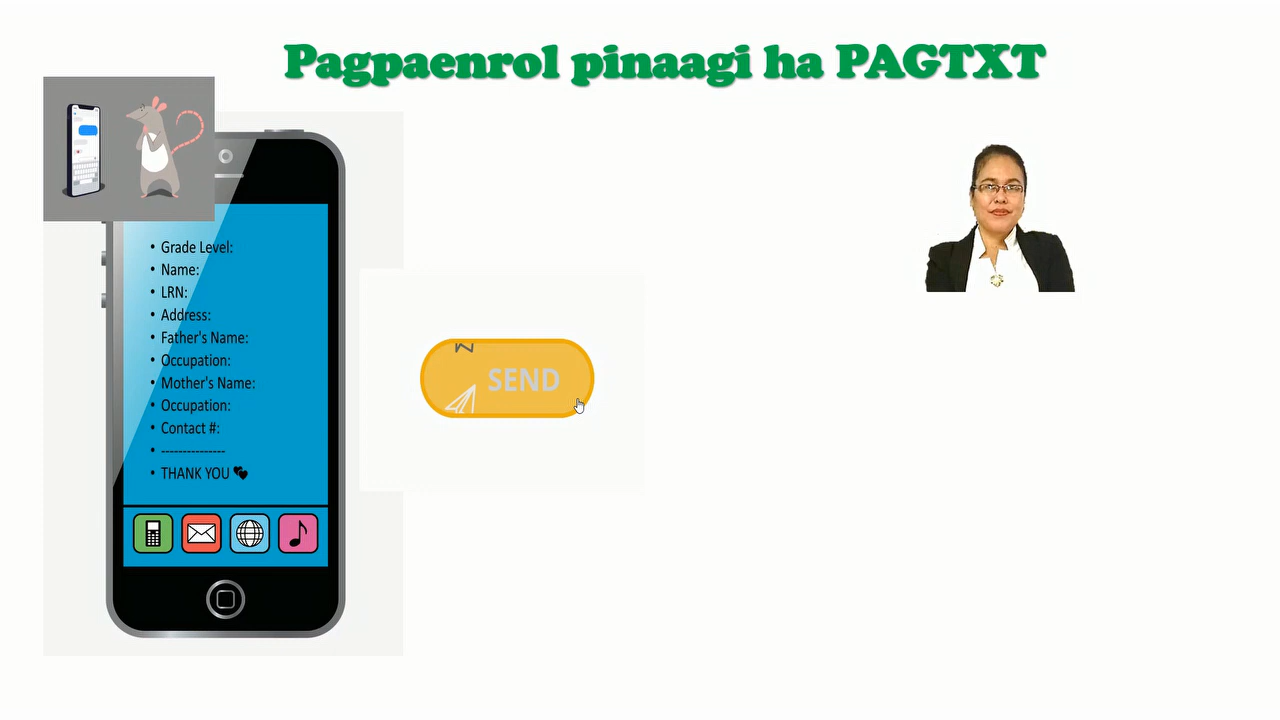 Pagpaenrol pinaagi ha PAGTXT
• Grade Level:
• Name:
• LRN:
• Address:
• Father's Name:
• Occupation:
• Mother's Name:
• Occupation:
• Contact #:
• ---------------
• THANK YOU 💕
SEND